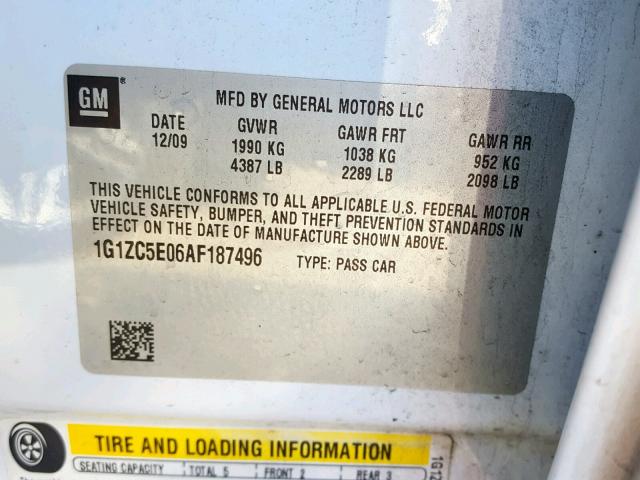 GM
MFD BY GENERAL MOTORS LLC
DATE GVWR GAWR FRT GAWR RR
12/09 1990 KG 1038 KG 952 KG
4387 LB 2289 LB 2098 LB
THIS VEHICLE CONFORMS TO ALL APPLICABLE U.S. FEDERAL MOTOR
VEHICLE SAFETY, BUMPER, AND THEFT PREVENTION STANDARDS IN
EFFECT ON THE DATE OF MANUFACTURE SHOWN ABOVE.
1G1ZC5E06AF187496 TYPE: PASS CAR
TIRE AND LOADING INFORMATION
SEATING CAPACITY TOTAL 5 FRONT 2 REAR 3